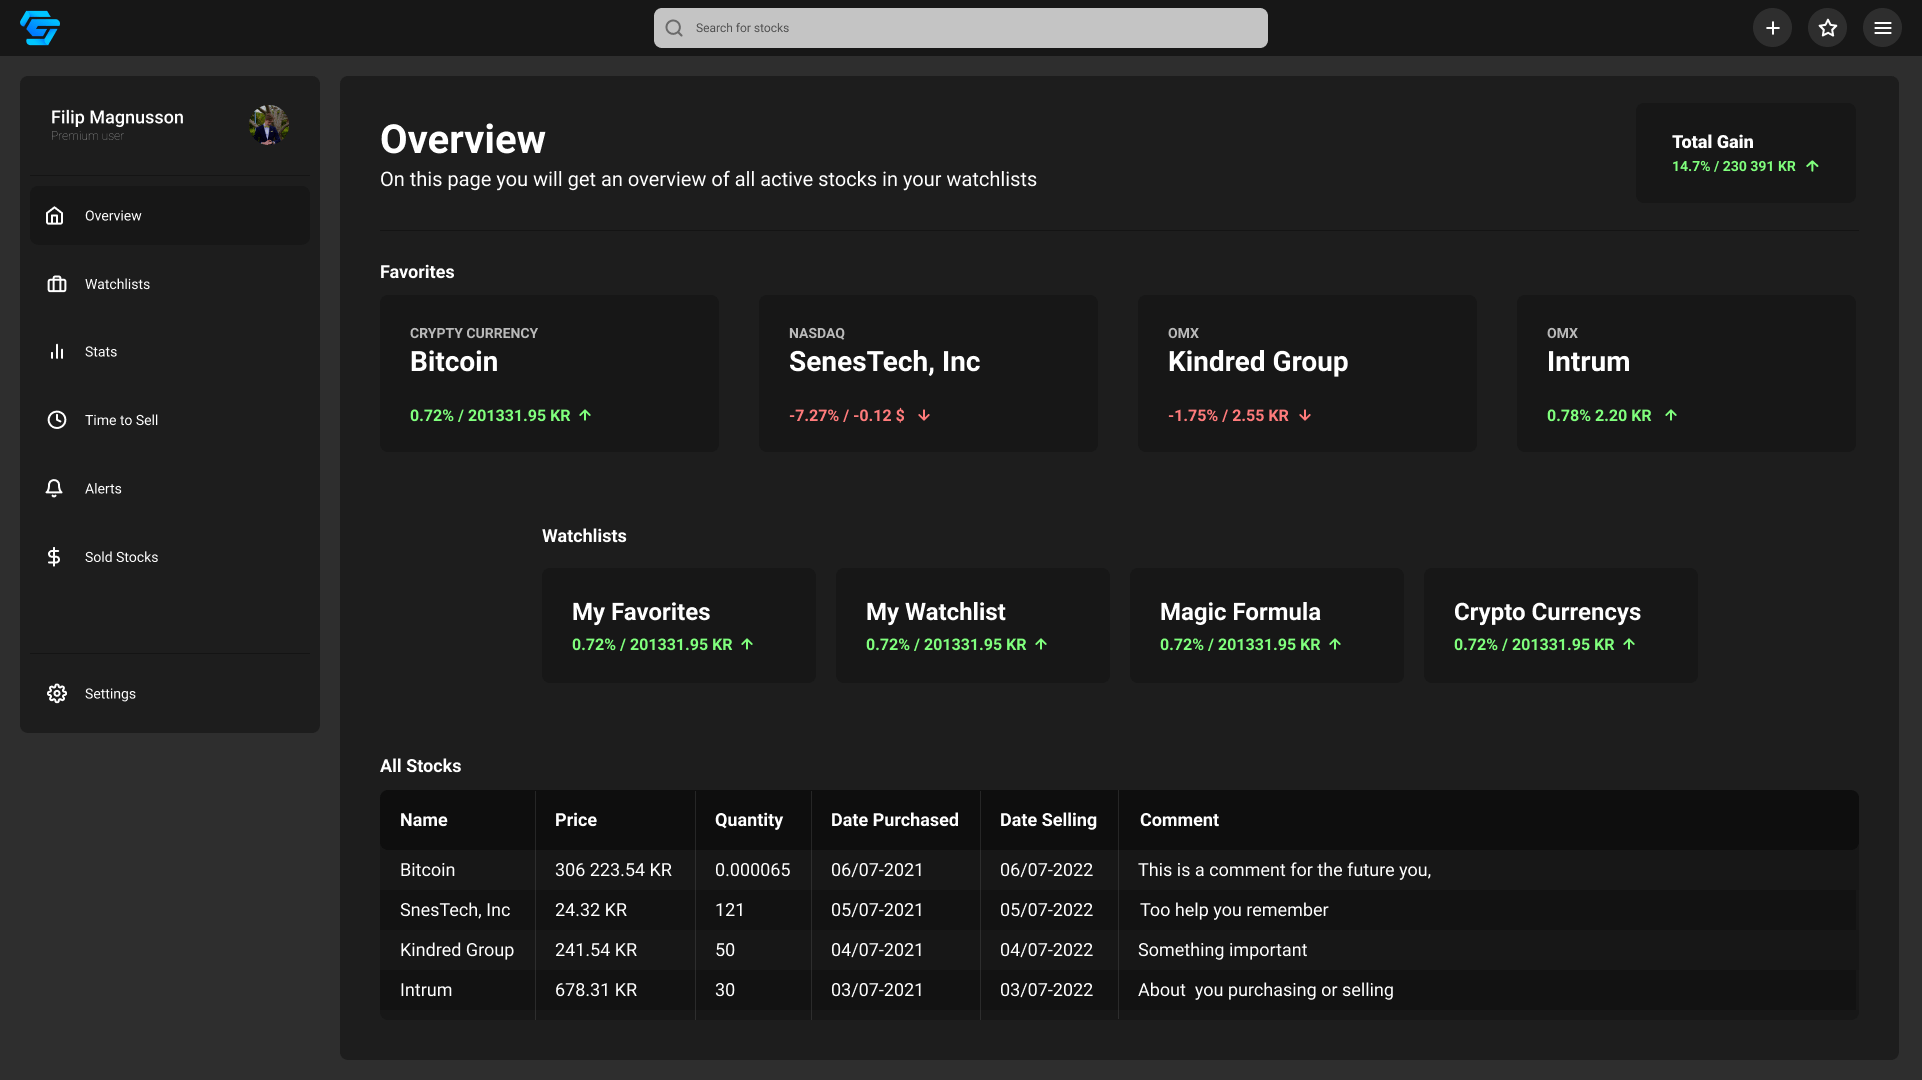 Search for stocks
Filip Magnusson
Premium user
Overview
Watchlists
Stats
Time to Sell
Alerts
Sold Stocks
Settings
Overview
On this page you will get an overview of all active stocks in your watchlists
Total Gain
14.7% / 230 391 KR
Favorites
CRYPTY CURRENCY
Bitcoin
0.72% / 201331.95 KR
NASDAQ
SenesTech, Inc
-7.27% / -0.12 $
OMX
Kindred Group
-1.75% / 2.55 KR
OMX
Intrum
0.78% 2.20 KR
Watchlists
My Favorites
0.72% / 201331.95 KR
My Watchlist
0.72% / 201331.95 KR
Magic Formula
0.72% / 201331.95 KR
Crypto Currencys
0.72% / 201331.95 KR
All Stocks
Name Price Quantity Date Purchased Date Selling Comment
Bitcoin 306 223.54 KR 0.000065 06/07-2021 06/07-2022 This is a comment for the future you,
SnesTech, Inc 24.32 KR 121 05/07-2021 05/07-2022 Too help you remember
Kindred Group 241.54 KR 50 04/07-2021 04/07-2022 Something important
Intrum 678.31 KR 30 03/07-2021 03/07-2022 About  you purchasing or selling